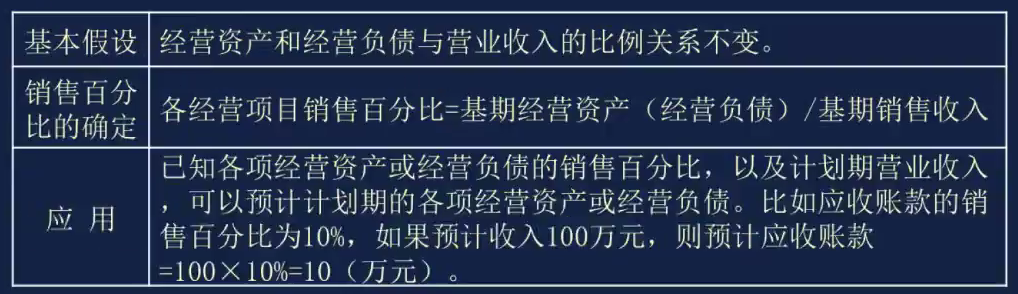 基本假设
经营资产和经营负债与营业收入的比例关系不变。
销售百分
比的确定
各经营项目销售百分比=基期经营资产（经营负债）/基期销售收入
应 用
已知各项经营资产或经营负债的销售百分比，以及计划期营业收入
，可以预计计划期的各项经营资产或经营负债。比如应收账款的销
售百分比为10%，如果预计收入100万元，则预计应收账款
=100×10%=10（万元）。